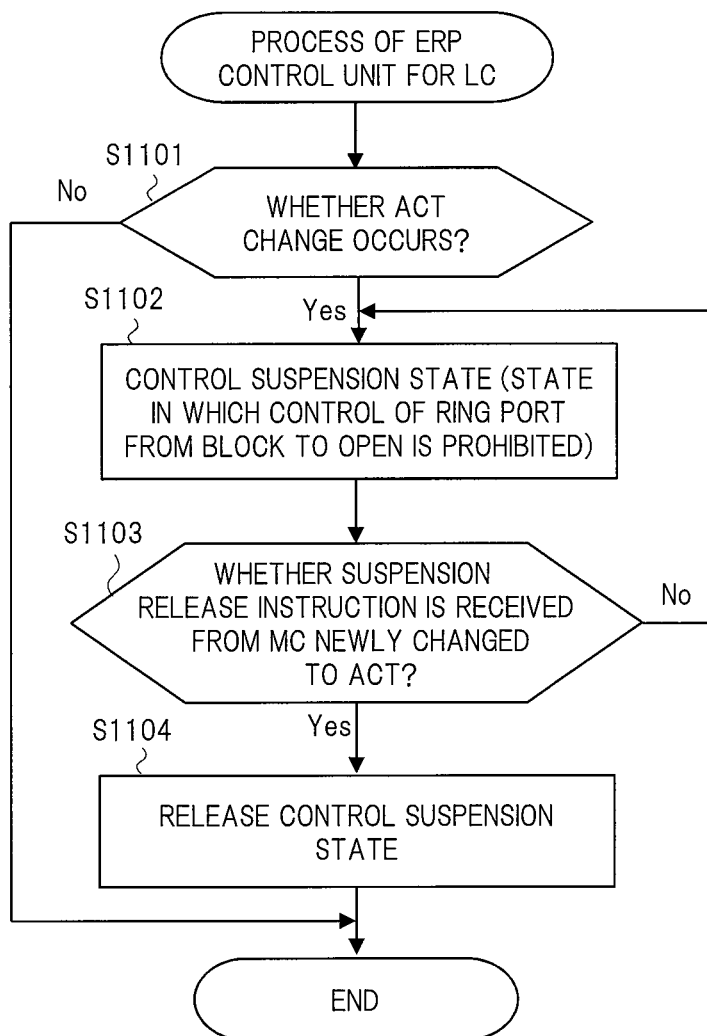 PROCESS OF ERP
CONTROL UNIT FOR LC
S1101
No
WHETHER ACT
CHANGE OCCURS?
S1102
Yes
CONTROL SUSPENSION STATE (STATE
IN WHICH CONTROL OF RING PORT
FROM BLOCK TO OPEN IS PROHIBITED)
S1103
WHETHER SUSPENSION
RELEASE INSTRUCTION IS RECEIVED
FROM MC NEWLY CHANGED
TO ACT?
No
S1104
Yes
RELEASE CONTROL SUSPENSION
STATE
END